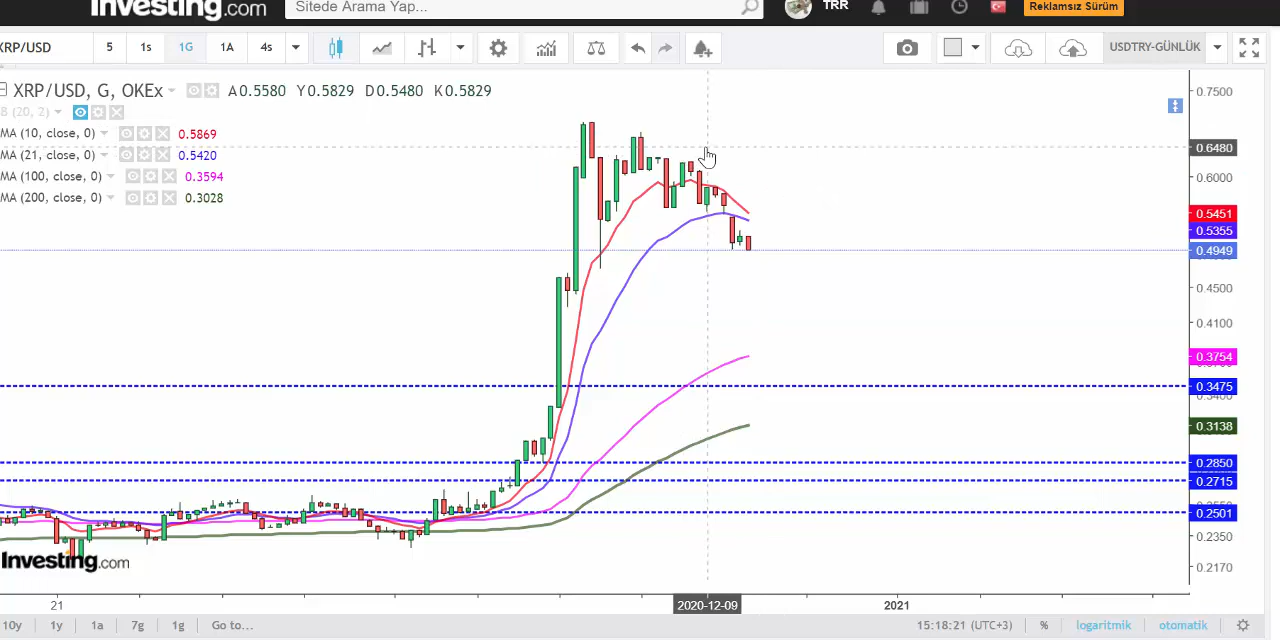 Investing.com
Sitede Arama Yap...
TRR
Reklamsız Sürüm
XRP/USD
5
1s
1G
1A
4s
USDTRY-GÜNLÜK
XRP/USD, G, OKEx
A0.5580 Y0.5829 D0.5480 K0.5829
(20, 2)
MA (10, close, 0) 0.5869
MA (21, close, 0) 0.5420
MA (100, close, 0) 0.3594
MA (200, close, 0) 0.3028
0.7500
0.6480
0.6000
0.5451
0.5355
0.4949
0.4500
0.4100
0.3754
0.3475
0.3400
0.3138
0.2850
0.2715
0.2501
0.2350
0.2170
Investing.com
21
2020-12-09
2021
10y
1y
1a
7g
1g
Go to...
15:18:21 (UTC+3)
%
logaritmik
otomatik